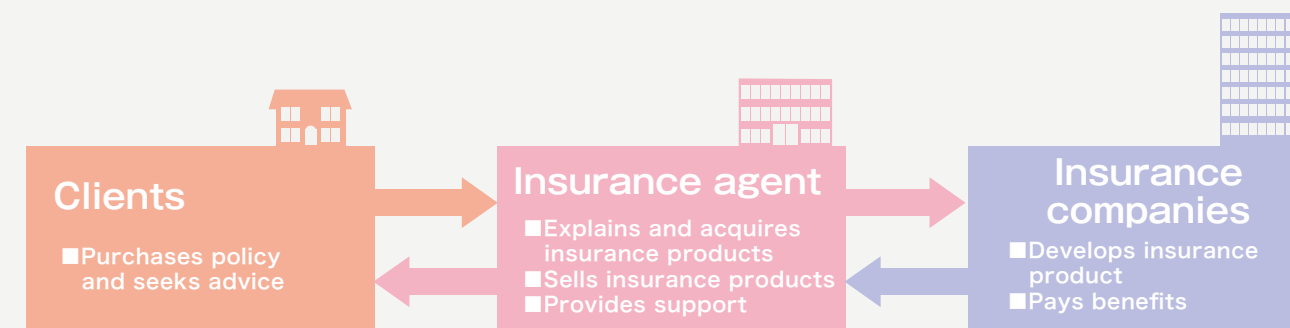 Clients
■Purchases policy
and seeks advice
Insurance agent
■Explains and acquires
insurance products
■Sells insurance products
■Provides support
Insurance
companies
■Develops insurance
product
■Pays benefits